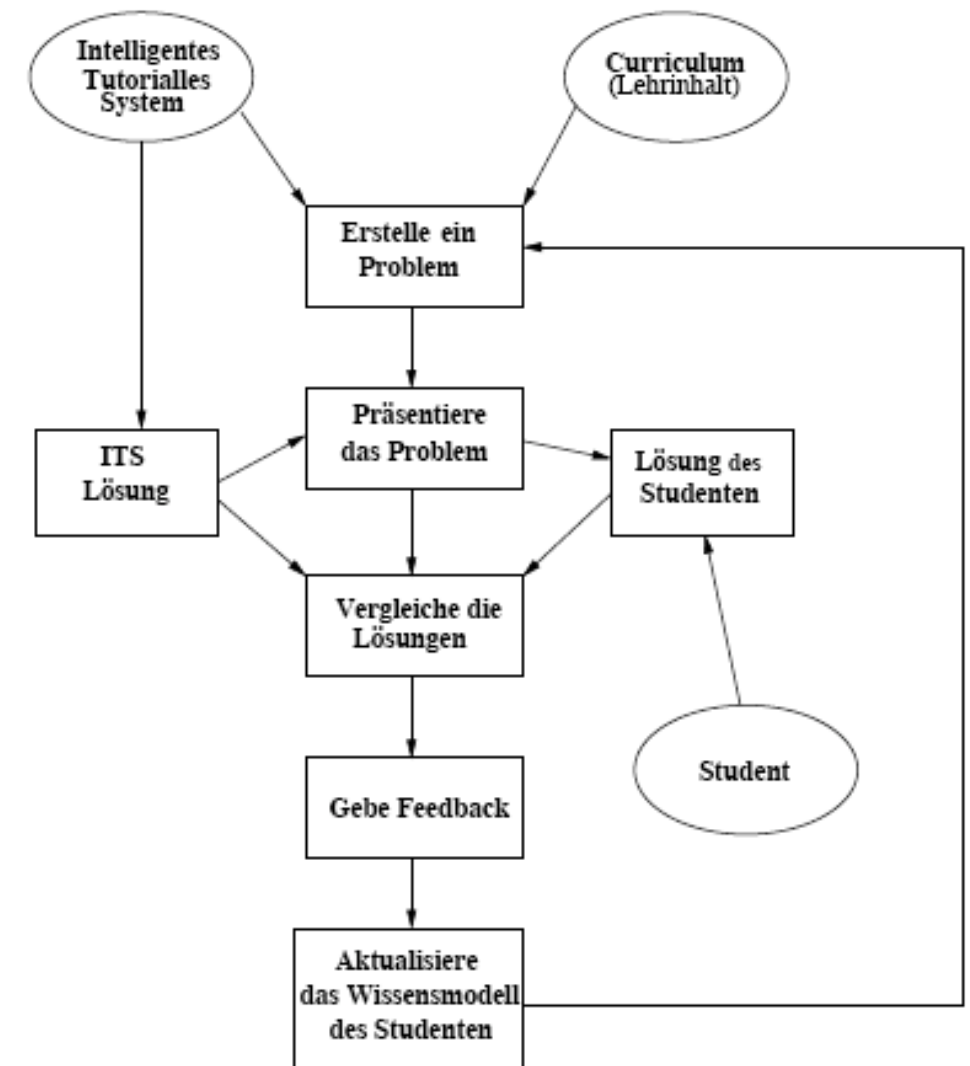 Intelligentes
Tutorialles
System
Curriculum
(Lehrinhalt)
Erstelle ein
Problem
Präsentiere
das Problem
ITS
Lösung
Lösung des
Studenten
Vergleiche die
Lösungen
Student
Gebe Feedback
Aktualisiere
das Wissensmodell
des Studenten